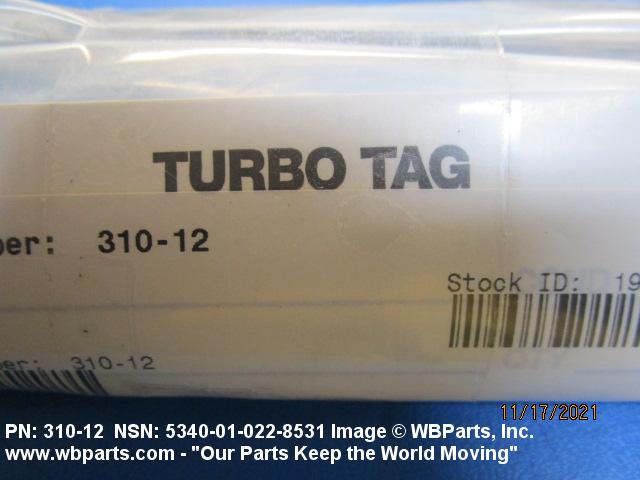 TURBO TAG
ber: 310-12
Stock ID: 19
ber: 310-12
11/17/2021
PN: 310-12 NSN: 5340-01-022-8531 Image © WBParts, Inc.
www.wbparts.com - "Our Parts Keep the World Moving"